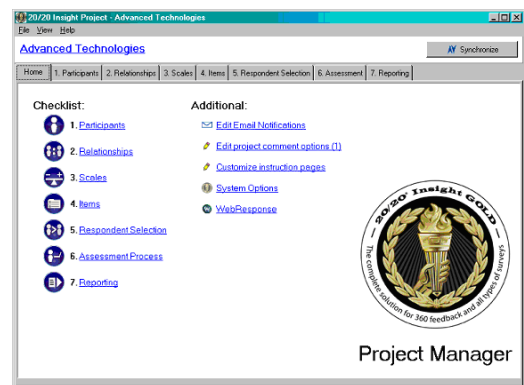 20/20 Insight Project - Advanced Technologies
File View Help
Advanced Technologies
Synchronize
Home 1. Participants 2. Relationships 3. Scales 4. Items 5. Respondent Selection 6. Assessment 7. Reporting
Checklist:
1. Participants
2. Relationships
3. Scales
4. Items
5. Respondent Selection
6. Assessment Process
7. Reporting
Additional:
Edit Email Notifications
Edit project comment options (1)
Customize instruction pages
System Options
WebResponse
20/20® Insight GOLD
The complete solution for 360 feedback and all types of surveys
Project Manager